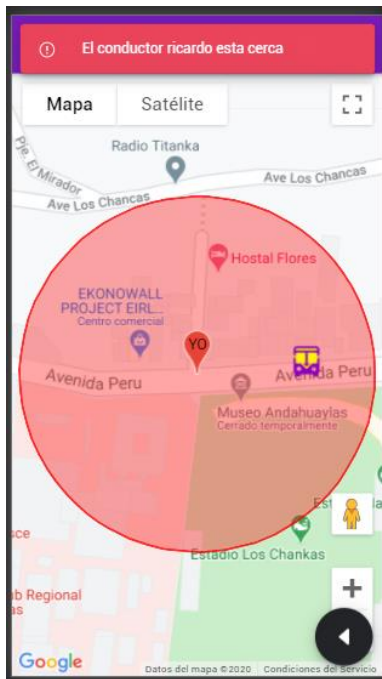 El conductor ricardo esta cerca
Mapa
Satélite
Pje. El Mirador
Radio Titanka
Ave Los Chancas
Ave Los Chancas
Hostal Flores
EKONOWALL
PROJECT EIRL...
Centro comercial
YO
Avenida Peru
Avenida Peru
Museo Andahuaylas
Cerrado temporalmente
Estadio Los Chankas
Regional
Google
Datos del mapa ©2020
Condiciones del Servicio